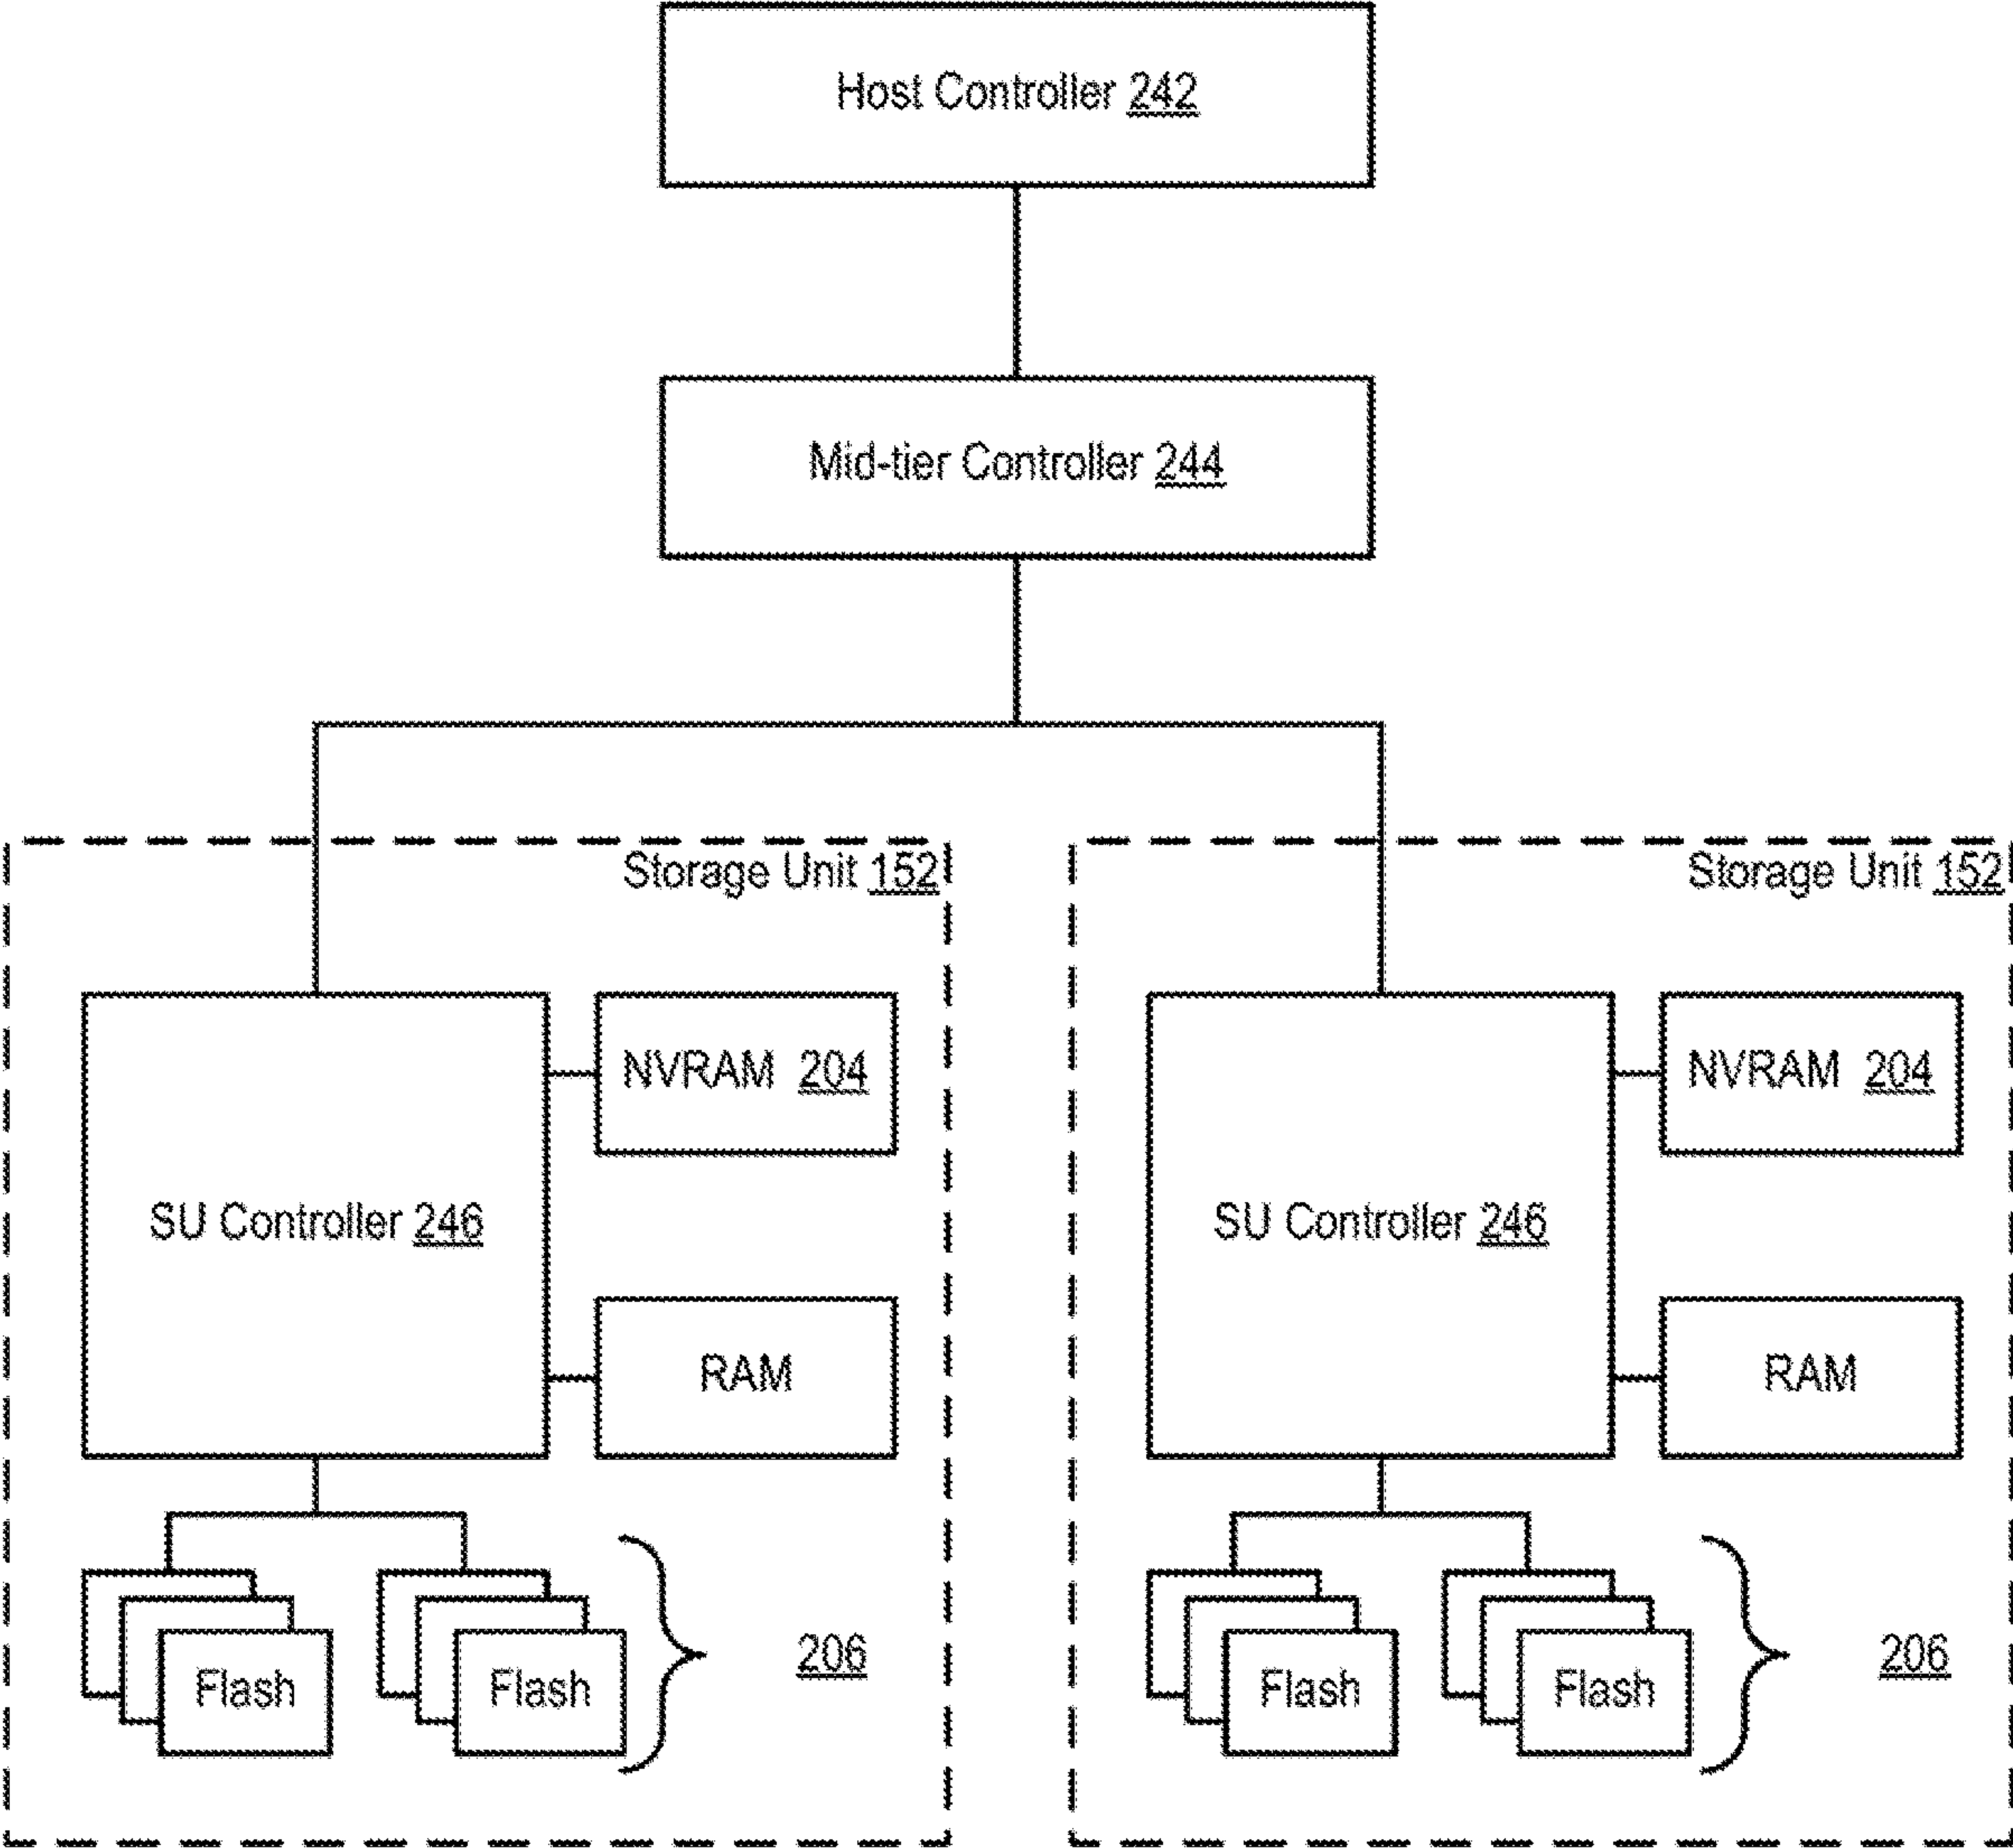 Host Controller 242
Mid-tier Controller 244
Storage Unit 152
NVRAM 204
SU Controller 246
RAM
Flash
Flash
206
Storage Unit 152
NVRAM 204
SU Controller 246
RAM
Flash
Flash
206